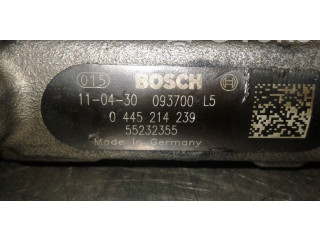 015 BOSCH
11-04-30 093700 L5
0 445 214 239
55232355
Made in Germany